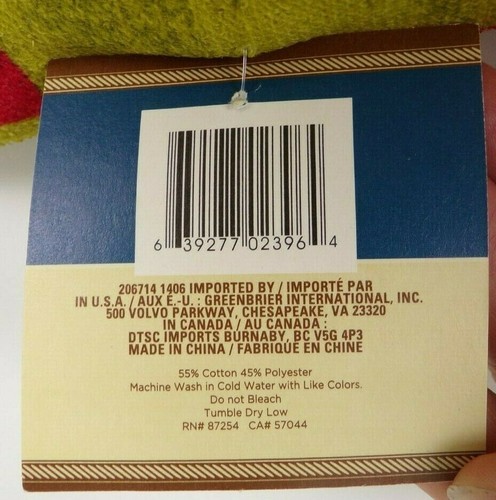 6 39277 02396 4
206714 1406 IMPORTED BY / IMPORTÉ PAR
IN U.S.A. / AUX E.-U. : GREENBRIER INTERNATIONAL, INC.
500 VOLVO PARKWAY, CHESAPEAKE, VA 23320
IN CANADA / AU CANADA :
DTSC IMPORTS BURNABY, BC V5G 4P3
MADE IN CHINA / FABRIQUÉ EN CHINE
55% Cotton 45% Polyester
Machine Wash in Cold Water with Like Colors.
Do not Bleach
Tumble Dry Low
RN# 87254 CA# 57044